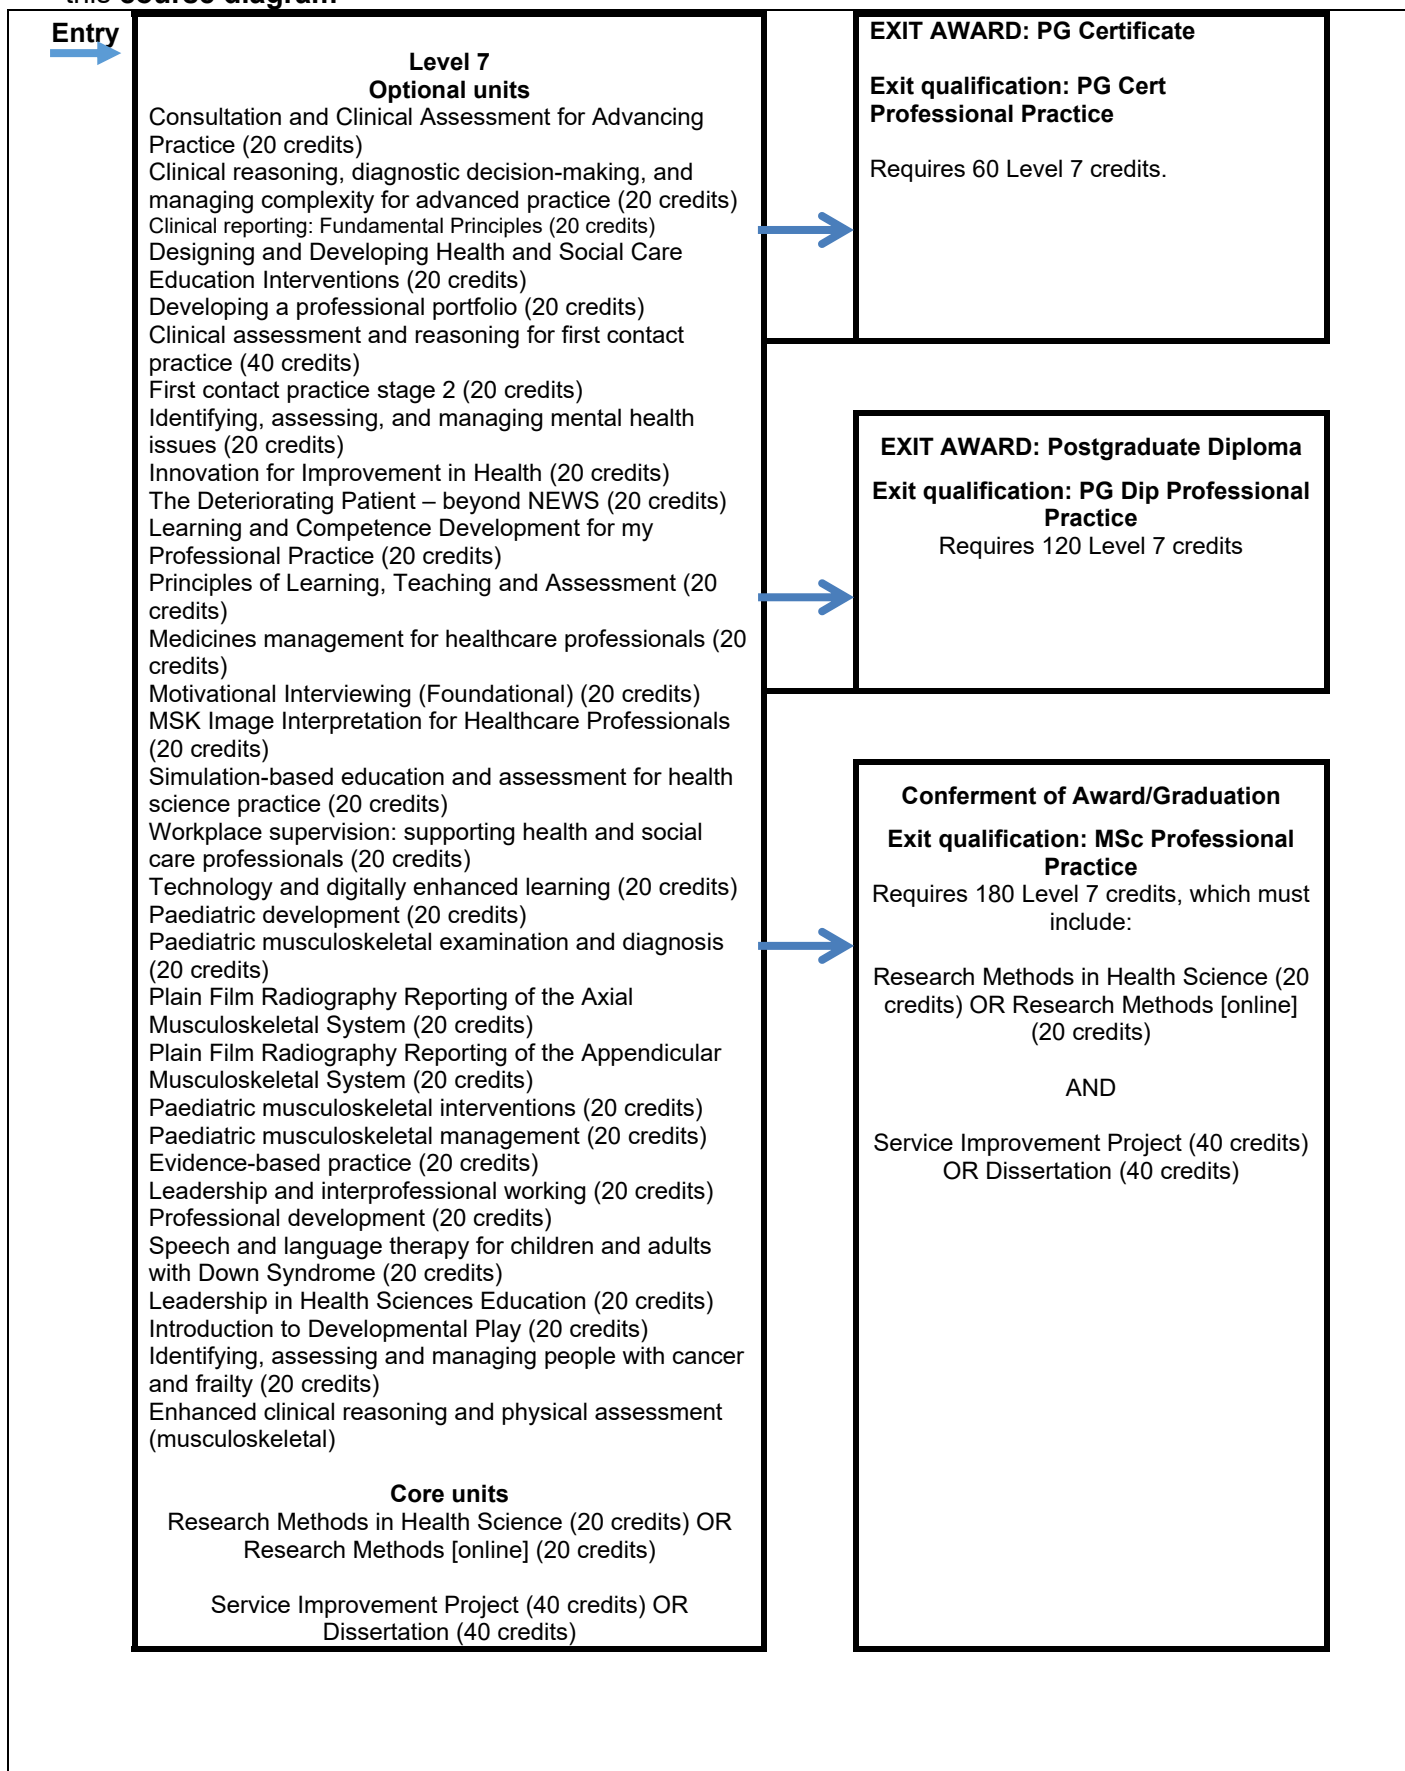 this course diagram
Entry
Level 7
Optional units
Consultation and Clinical Assessment for Advancing
Practice (20 credits)
Clinical reasoning, diagnostic decision-making, and
managing complexity for advanced practice (20 credits)
Clinical reporting: Fundamental Principles (20 credits)
Designing and Developing Health and Social Care
Education Interventions (20 credits)
Developing a professional portfolio (20 credits)
Clinical assessment and reasoning for first contact
practice (40 credits)
First contact practice stage 2 (20 credits)
Identifying, assessing, and managing mental health
issues (20 credits)
Innovation for Improvement in Health (20 credits)
The Deteriorating Patient – beyond NEWS (20 credits)
Learning and Competence Development for my
Professional Practice (20 credits)
Principles of Learning, Teaching and Assessment (20
credits)
Medicines management for healthcare professionals (20
credits)
Motivational Interviewing (Foundational) (20 credits)
MSK Image Interpretation for Healthcare Professionals
(20 credits)
Simulation-based education and assessment for health
science practice (20 credits)
Workplace supervision: supporting health and social
care professionals (20 credits)
Technology and digitally enhanced learning (20 credits)
Paediatric development (20 credits)
Paediatric musculoskeletal examination and diagnosis
(20 credits)
Plain Film Radiography Reporting of the Axial
Musculoskeletal System (20 credits)
Plain Film Radiography Reporting of the Appendicular
Musculoskeletal System (20 credits)
Paediatric musculoskeletal interventions (20 credits)
Paediatric musculoskeletal management (20 credits)
Evidence-based practice (20 credits)
Leadership and interprofessional working (20 credits)
Professional development (20 credits)
Speech and language therapy for children and adults
with Down Syndrome (20 credits)
Leadership in Health Sciences Education (20 credits)
Introduction to Developmental Play (20 credits)
Identifying, assessing and managing people with cancer
and frailty (20 credits)
Enhanced clinical reasoning and physical assessment
(musculoskeletal)
Core units
Research Methods in Health Science (20 credits) OR
Research Methods [online] (20 credits)
Service Improvement Project (40 credits) OR
Dissertation (40 credits)
EXIT AWARD: PG Certificate
Exit qualification: PG Cert
Professional Practice
Requires 60 Level 7 credits.
EXIT AWARD: Postgraduate Diploma
Exit qualification: PG Dip Professional
Practice
Requires 120 Level 7 credits
Conferment of Award/Graduation
Exit qualification: MSc Professional
Practice
Requires 180 Level 7 credits, which must
include:
Research Methods in Health Science (20
credits) OR Research Methods [online]
(20 credits)
AND
Service Improvement Project (40 credits)
OR Dissertation (40 credits)